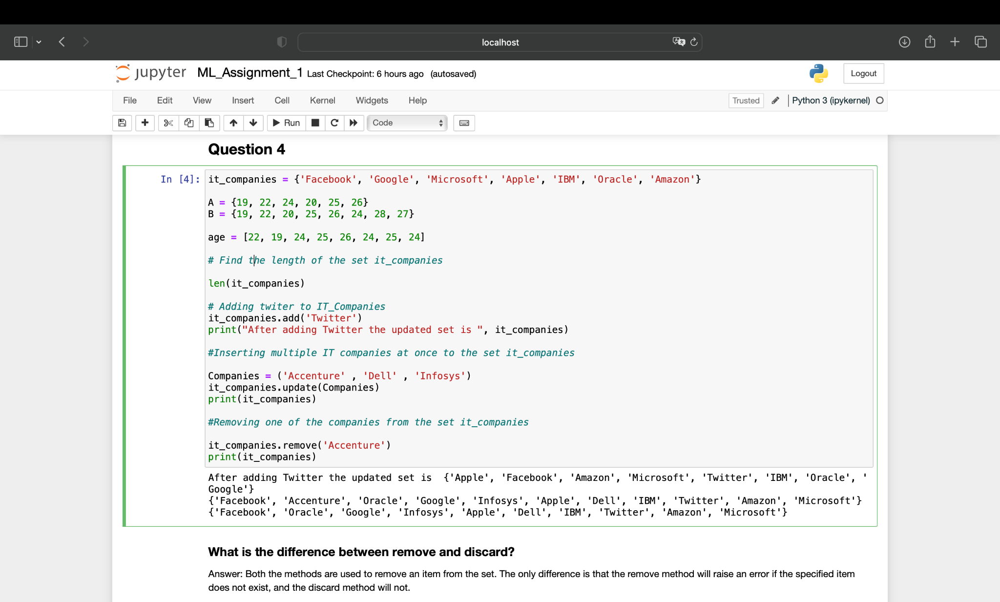 localhost
jupyter ML_Assignment_1 Last Checkpoint: 6 hours ago (autosaved)
Logout
File Edit View Insert Cell Kernel Widgets Help
Trusted Python 3 (ipykernel)
Run Code
Question 4
In [4]: it_companies = {'Facebook', 'Google', 'Microsoft', 'Apple', 'IBM', 'Oracle', 'Amazon'}
A = {19, 22, 24, 20, 25, 26}
B = {19, 22, 20, 25, 26, 24, 28, 27}
age = [22, 19, 24, 25, 26, 24, 25, 24]
# Find the length of the set it_companies
len(it_companies)
# Adding twiter to IT_Companies
it_companies.add('Twitter')
print("After adding Twitter the updated set is ", it_companies)
#Inserting multiple IT companies at once to the set it_companies
Companies = ('Accenture' , 'Dell' , 'Infosys')
it_companies.update(Companies)
print(it_companies)
#Removing one of the companies from the set it_companies
it_companies.remove('Accenture')
print(it_companies)
After adding Twitter the updated set is  {'Apple', 'Facebook', 'Amazon', 'Microsoft', 'Twitter', 'IBM', 'Oracle', '
Google'}
{'Facebook', 'Accenture', 'Oracle', 'Google', 'Infosys', 'Apple', 'Dell', 'IBM', 'Twitter', 'Amazon', 'Microsoft'}
{'Facebook', 'Oracle', 'Google', 'Infosys', 'Apple', 'Dell', 'IBM', 'Twitter', 'Amazon', 'Microsoft'}
What is the difference between remove and discard?
Answer: Both the methods are used to remove an item from the set. The only difference is that the remove method will raise an error if the specified item
does not exist, and the discard method will not.